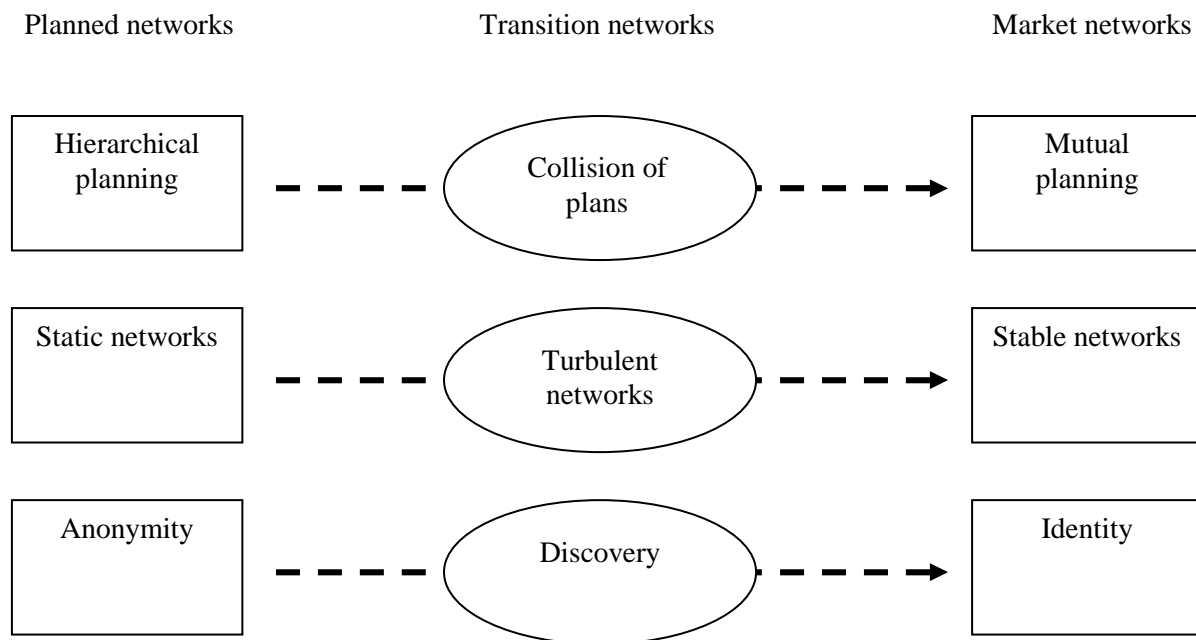 Planned networks
Transition networks
Market networks
Hierarchical
planning
Collision of
plans
Mutual
planning
Static networks
Turbulent
networks
Stable networks
Anonymity
Discovery
Identity